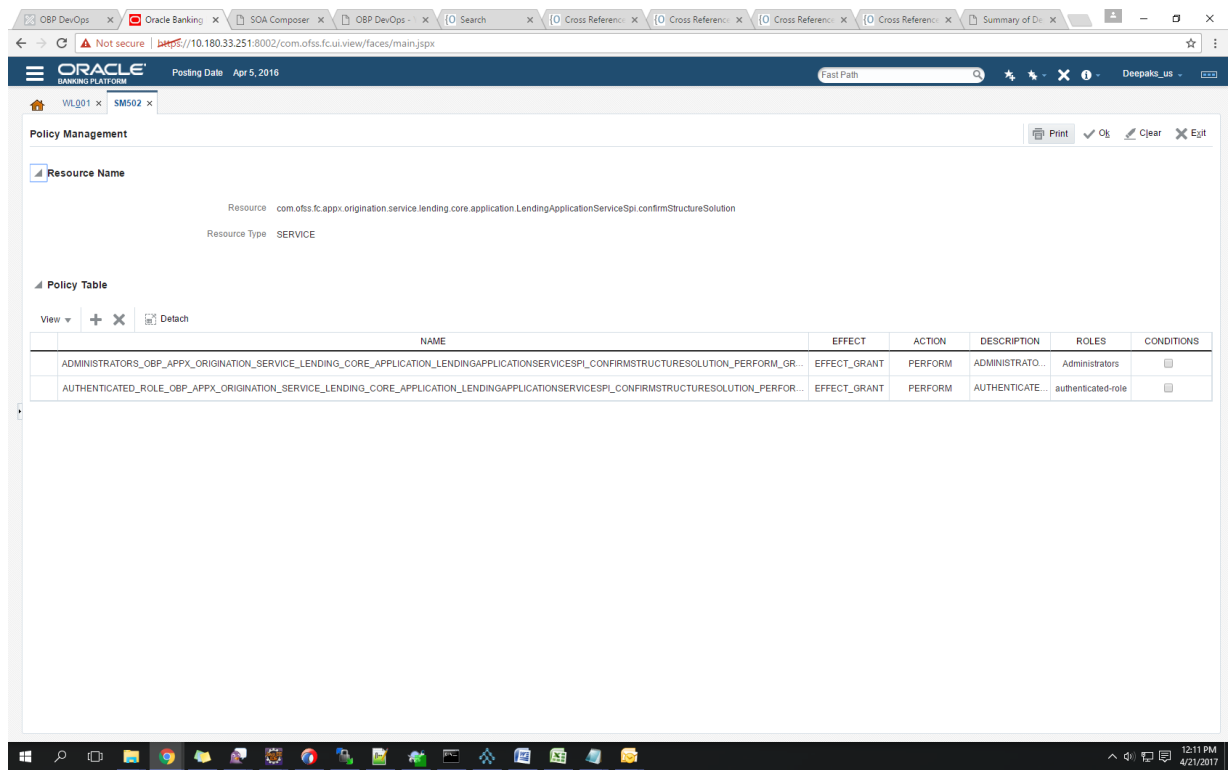 OBP DevOps
Oracle Banking
SOA Composer
OBP DevOps -
Search
Cross Reference
Cross Reference
Cross Reference
Cross Reference
Summary of De
Not secure https://10.180.33.251:8002/com.ofss.fc.ui.view/faces/main.jspx
ORACLE
BANKING PLATFORM
Posting Date Apr 5, 2016
Fast Path
Deepaks_us
WL001 SM502
Policy Management
Print Ok Clear Exit
Resource Name
Resource com.ofss.fc.appx.origination.service.lending.core.application.LendingApplicationServiceSpi.confirmStructureSolution
Resource Type SERVICE
Policy Table
View Detach
NAME EFFECT ACTION DESCRIPTION ROLES CONDITIONS
ADMINISTRATORS_OBP_APPX_ORIGINATION_SERVICE_LENDING_CORE_APPLICATION_LENDINGAPPLICATIONSERVICESPI_CONFIRMSTRUCTURESOLUTION_PERFORM_GR... EFFECT_GRANT PERFORM ADMINISTRATO... Administrators
AUTHENTICATED_ROLE_OBP_APPX_ORIGINATION_SERVICE_LENDING_CORE_APPLICATION_LENDINGAPPLICATIONSERVICESPI_CONFIRMSTRUCTURESOLUTION_PERFOR... EFFECT_GRANT PERFORM AUTHENTICATE... authenticated-role
12:11 PM
4/21/2017